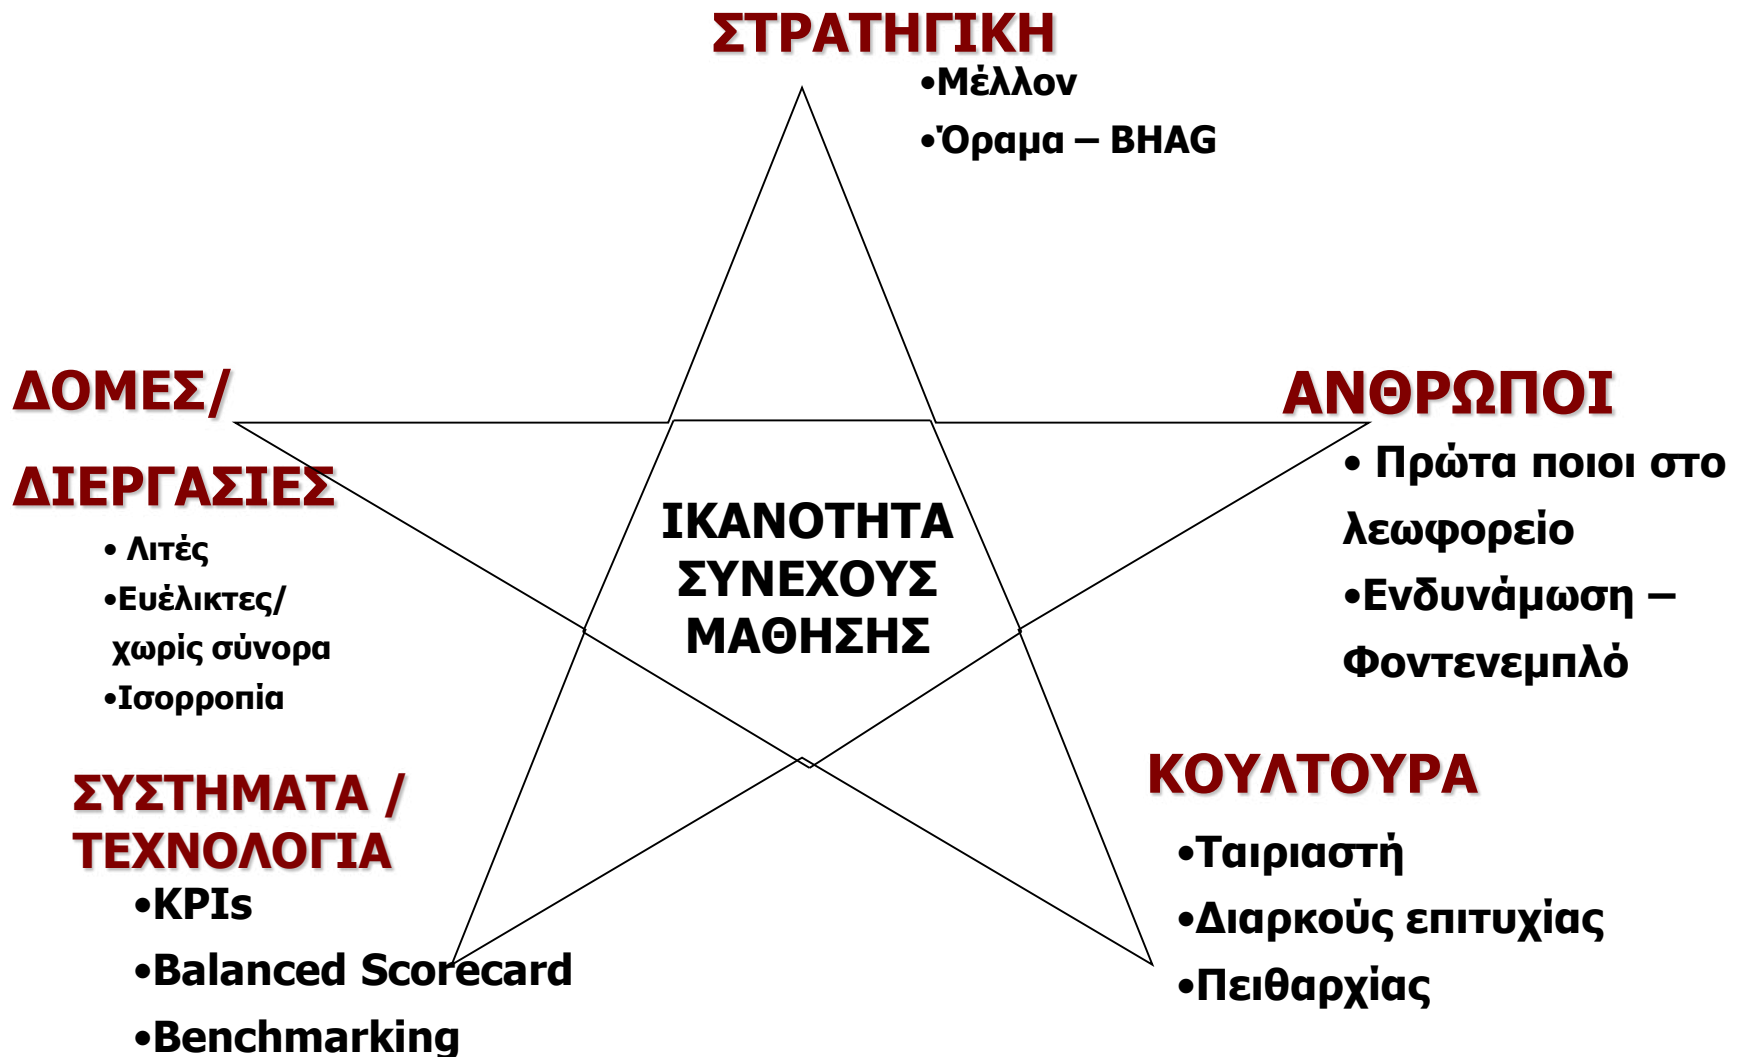 ΣΤΡΑΤΗΓΙΚΗ
•Μέλλον
•Όραμα – BHAG
ΔΟΜΕΣ/
ΔΙΕΡΓΑΣΙΕΣ
• Λιτές
•Ευέλικτες/
χωρίς σύνορα
•Ισορροπία
ΙΚΑΝΟΤΗΤΑ
ΣΥΝΕΧΟΥΣ
ΜΑΘΗΣΗΣ
ΑΝΘΡΩΠΟΙ
• Πρώτα ποιοι στο
λεωφορείο
•Ενδυνάμωση –
Φοντενεμπλό
ΣΥΣΤΗΜΑΤΑ /
ΤΕΧΝΟΛΟΓΙΑ
•KPIs
•Balanced Scorecard
•Benchmarking
ΚΟΥΛΤΟΥΡΑ
•Ταιριαστή
•Διαρκούς επιτυχίας
•Πειθαρχίας